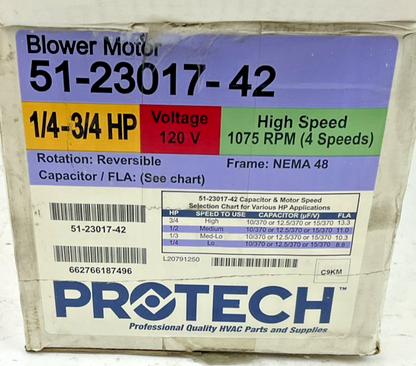 Blower Motor
51-23017-42
1/4-3/4 HP
Voltage
120 V
High Speed
1075 RPM (4 Speeds)
Rotation: Reversible
Frame: NEMA 48
Capacitor / FLA: (See chart)
51-23017-42 Capacitor & Motor Speed
Selection Chart for Various HP Applications
HP SPEED TO USE CAPACITOR (µF/V) FLA
3/4 High 10/370 or 12.5/370 or 15/370 13.3
1/2 Medium 10/370 or 12.5/370 or 15/370 11.0
1/3 Med-Lo 10/370 or 12.5/370 or 15/370 10.3
1/4 Lo 10/370 or 12.5/370 or 15/370 8.8
51-23017-42
L20791250
662766187496
C9KM
PROTECH™
Professional Quality HVAC Parts and Supplies